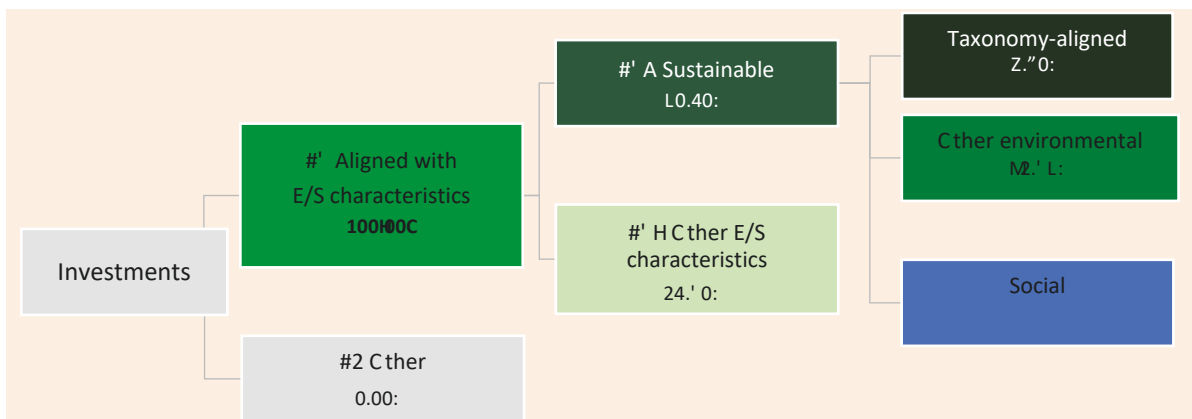 Investments
#' Aligned with
E/S characteristics
#2 Cther
0.00:
#' A Sustainable
L0.40:
#' H Cther E/S
characteristics
24.' 0:
Taxonomy-aligned
Z.” 0:
Cther environmental
Social